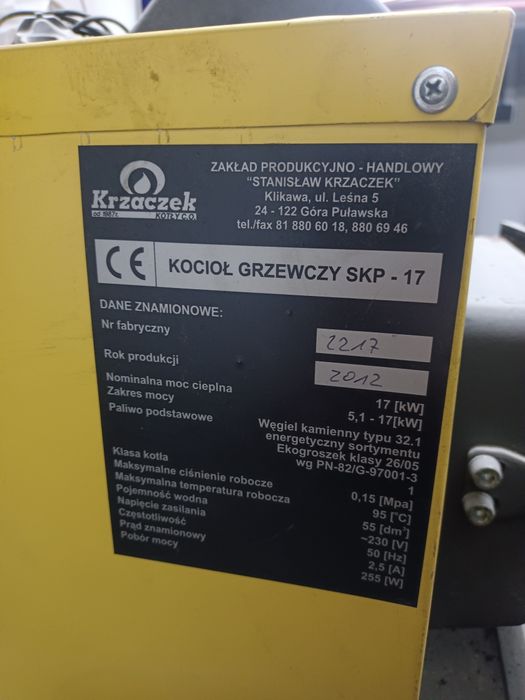 Krzaczek
od 1987r. KOTŁY C.O.
ZAKŁAD PRODUKCYJNO - HANDLOWY
"STANISŁAW KRZACZEK"
Klikawa, ul. Leśna 5
24 - 122 Góra Puławska
tel./fax 81 880 60 18, 880 69 46
CE KOCIOŁ GRZEWCZY SKP - 17
DANE ZNAMIONOWE:
Nr fabryczny 2217
Rok produkcji 2012
Nominalna moc cieplna 17 [kW]
Zakres mocy 5,1 - 17[kW]
Paliwo podstawowe Węgiel kamienny typu 32.1
energetyczny sortymentu
Ekogroszek klasy 26/05
wg PN-82/G-97001-3
Klasa kotła 1
Maksymalne ciśnienie robocze 0,15 [Mpa]
Maksymalna temperatura robocza 95 [°C]
Pojemność wodna 55 [dm³]
Napięcie zasilania ~230 [V]
Częstotliwość 50 [Hz]
Prąd znamionowy 2,5 [A]
Pobór mocy 255 [W]